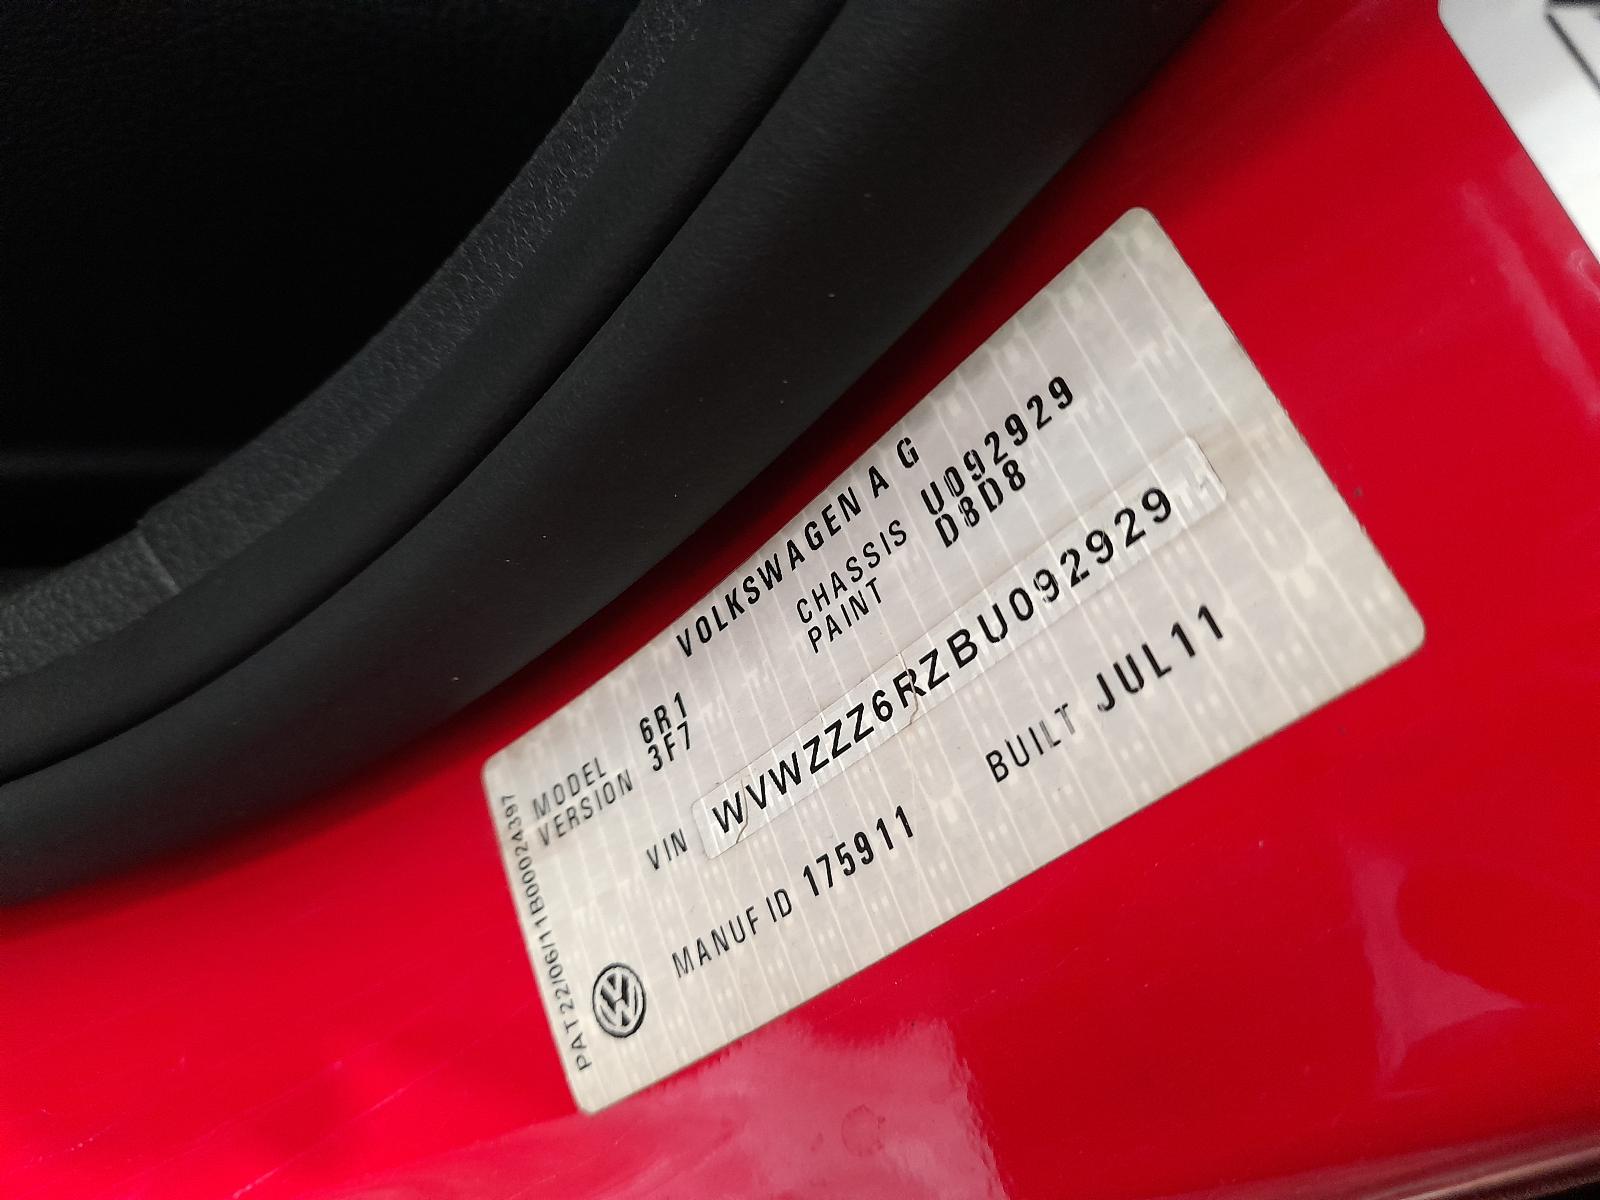 VOLKSWAGEN A G
MODEL 6R1 CHASSIS U092929
VERSION 3F7 PAINT D8D8
VIN WVWZZZ6RZBU092929
MANUF ID 175911 BUILT JUL11
PAT 22/06/11B000024397